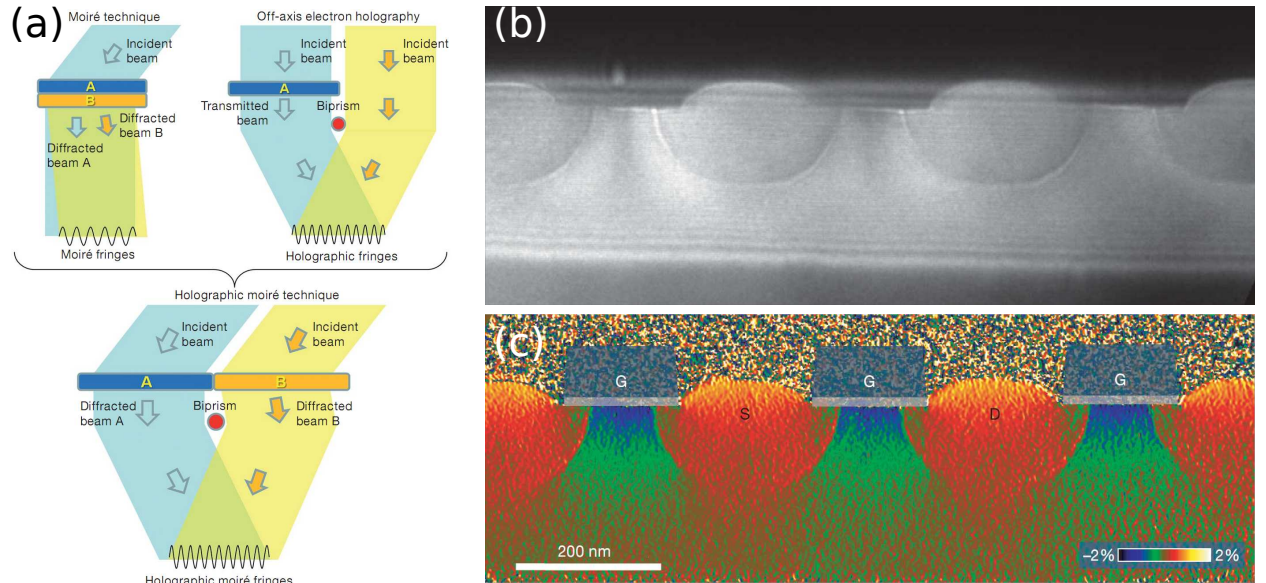 (a)
Moiré technique
Incident
beam
A
B
Diffracted
beam B
Diffracted
beam A
Moiré fringes
Off-axis electron holography
Incident
beam
Incident
beam
A
Transmitted
beam
Biprism
Holographic fringes
Holographic moiré technique
Incident
beam
Incident
beam
A
B
Diffracted
beam A
Biprism
Diffracted
beam B
Holographic moiré fringes
(b)
(c)
G
G
G
S
D
200 nm
–2%
2%